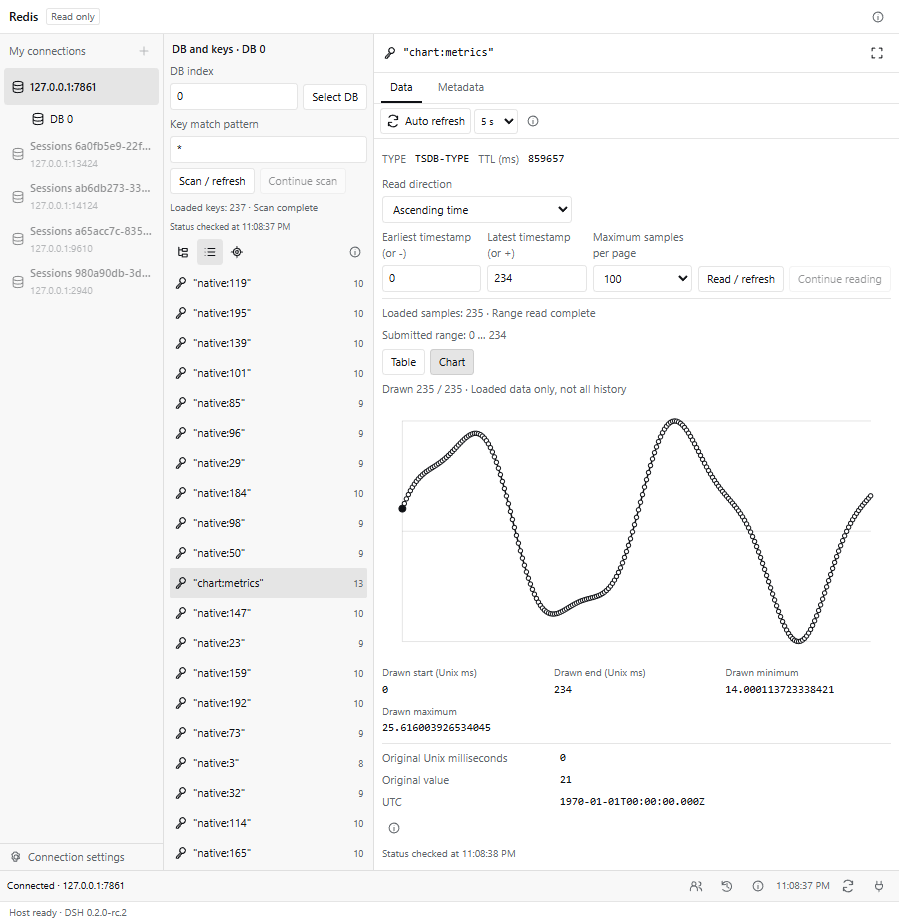 Redis Read only
My connections
127.0.0.1:7861
DB 0
Sessions 6a0fb5e9-22f...
127.0.0.1:13424
Sessions ab6db273-33...
127.0.0.1:14124
Sessions a65acc7c-835...
127.0.0.1:9610
Sessions 980a90db-3d...
127.0.0.1:2940
Connection settings
DB and keys · DB 0
DB index
0 Select DB
Key match pattern
*
Scan / refresh Continue scan
Loaded keys: 237 · Scan complete
Status checked at 11:08:37 PM
"native:119" 10
"native:195" 10
"native:139" 10
"native:101" 10
"native:85" 9
"native:96" 9
"native:29" 9
"native:184" 10
"native:98" 9
"native:50" 9
"chart:metrics" 13
"native:147" 10
"native:23" 9
"native:159" 10
"native:192" 10
"native:73" 9
"native:3" 8
"native:32" 9
"native:114" 10
"native:165" 10
"chart:metrics"
Data Metadata
Auto refresh 5 s
TYPE TSDB-TYPE TTL (ms) 859657
Read direction
Ascending time
Earliest timestamp (or -)
0
Latest timestamp (or +)
234
Maximum samples per page
100
Read / refresh Continue reading
Loaded samples: 235 · Range read complete
Submitted range: 0 ... 234
Table Chart
Drawn 235 / 235 · Loaded data only, not all history
Drawn start (Unix ms)
0
Drawn end (Unix ms)
234
Drawn minimum
14.000113723338421
Drawn maximum
25.616003926534045
Original Unix milliseconds 0
Original value 21
UTC 1970-01-01T00:00:00.000Z
Status checked at 11:08:38 PM
Connected · 127.0.0.1:7861 11:08:37 PM
Host ready · DSH 0.2.0-rc.2